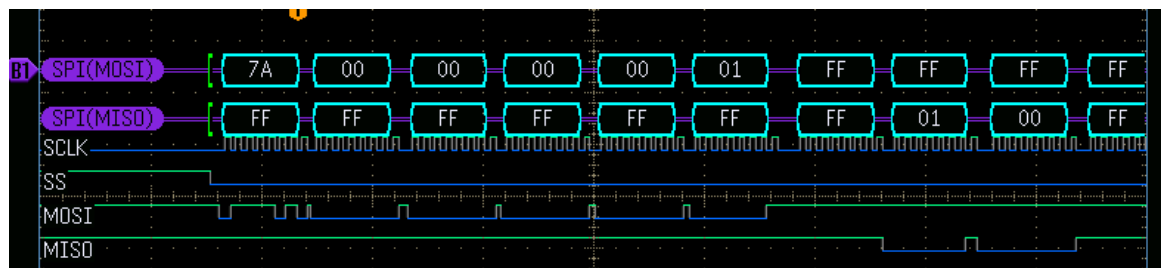 T
B1 SPI(MOSI) 7A 00 00 00 00 01 FF FF FF FF
SPI(MISO) FF FF FF FF FF FF FF 01 00 FF
SCLK
SS
MOSI
MISO